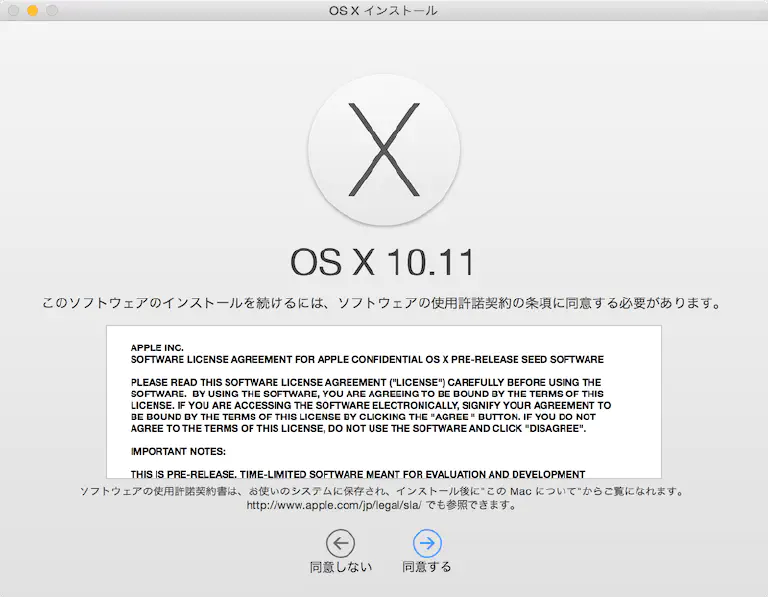 OS X インストール
OS X 10.11
このソフトウェアのインストールを続けるには、ソフトウェアの使用許諾契約の条項に同意する必要があります。
APPLE INC.
SOFTWARE LICENSE AGREEMENT FOR APPLE CONFIDENTIAL OS X PRE-RELEASE SEED SOFTWARE
PLEASE READ THIS SOFTWARE LICENSE AGREEMENT ("LICENSE") CAREFULLY BEFORE USING THE
SOFTWARE.  BY USING THE SOFTWARE, YOU ARE AGREEING TO BE BOUND BY THE TERMS OF THIS
LICENSE. IF YOU ARE ACCESSING THE SOFTWARE ELECTRONICALLY, SIGNIFY YOUR AGREEMENT TO
BE BOUND BY THE TERMS OF THIS LICENSE BY CLICKING THE "AGREE " BUTTON. IF YOU DO NOT
AGREE TO THE TERMS OF THIS LICENSE, DO NOT USE THE SOFTWARE AND CLICK "DISAGREE".
IMPORTANT NOTES:
THIS IS PRE-RELEASE, TIME-LIMITED SOFTWARE MEANT FOR EVALUATION AND DEVELOPMENT
ソフトウェアの使用許諾契約書は、お使いのシステムに保存され、インストール後に"この Mac について"からご覧になれます。
http://www.apple.com/jp/legal/sla/ でも参照できます。
同意しない
同意する